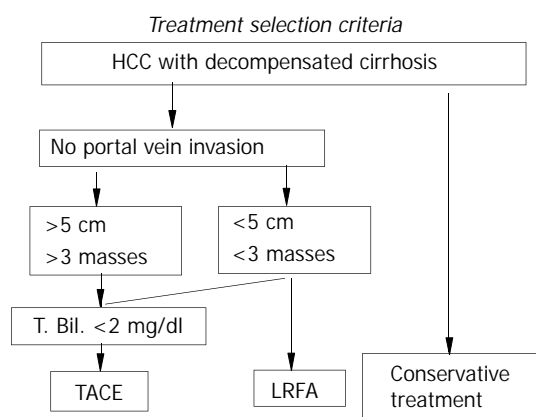 Treatment selection criteria
HCC with decompensated cirrhosis
No portal vein invasion
>5 cm
>3 masses
<5 cm
<3 masses
T. Bil. <2 mg/dl
TACE
LRFA
Conservative
treatment